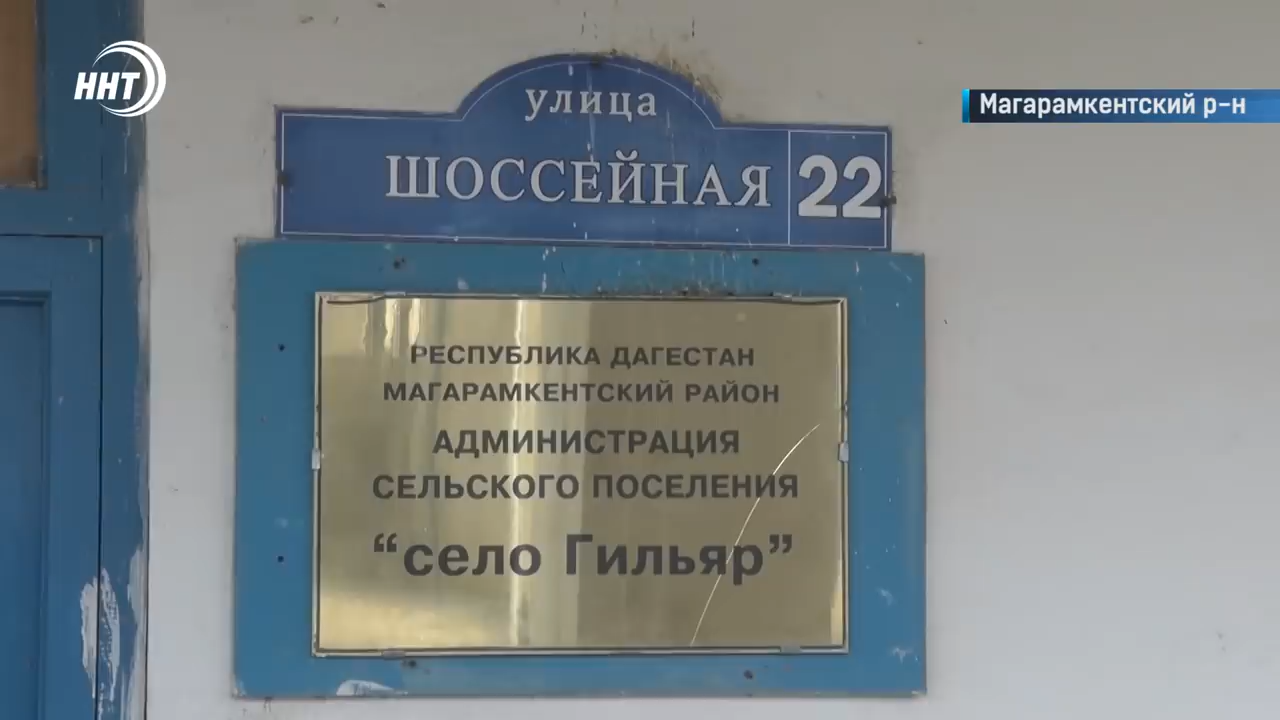 ННТ
Магарамкентский р-н
улица
ШОССЕЙНАЯ 22
РЕСПУБЛИКА ДАГЕСТАН
МАГАРАМКЕНТСКИЙ РАЙОН
АДМИНИСТРАЦИЯ
СЕЛЬСКОГО ПОСЕЛЕНИЯ
“село Гильяр”